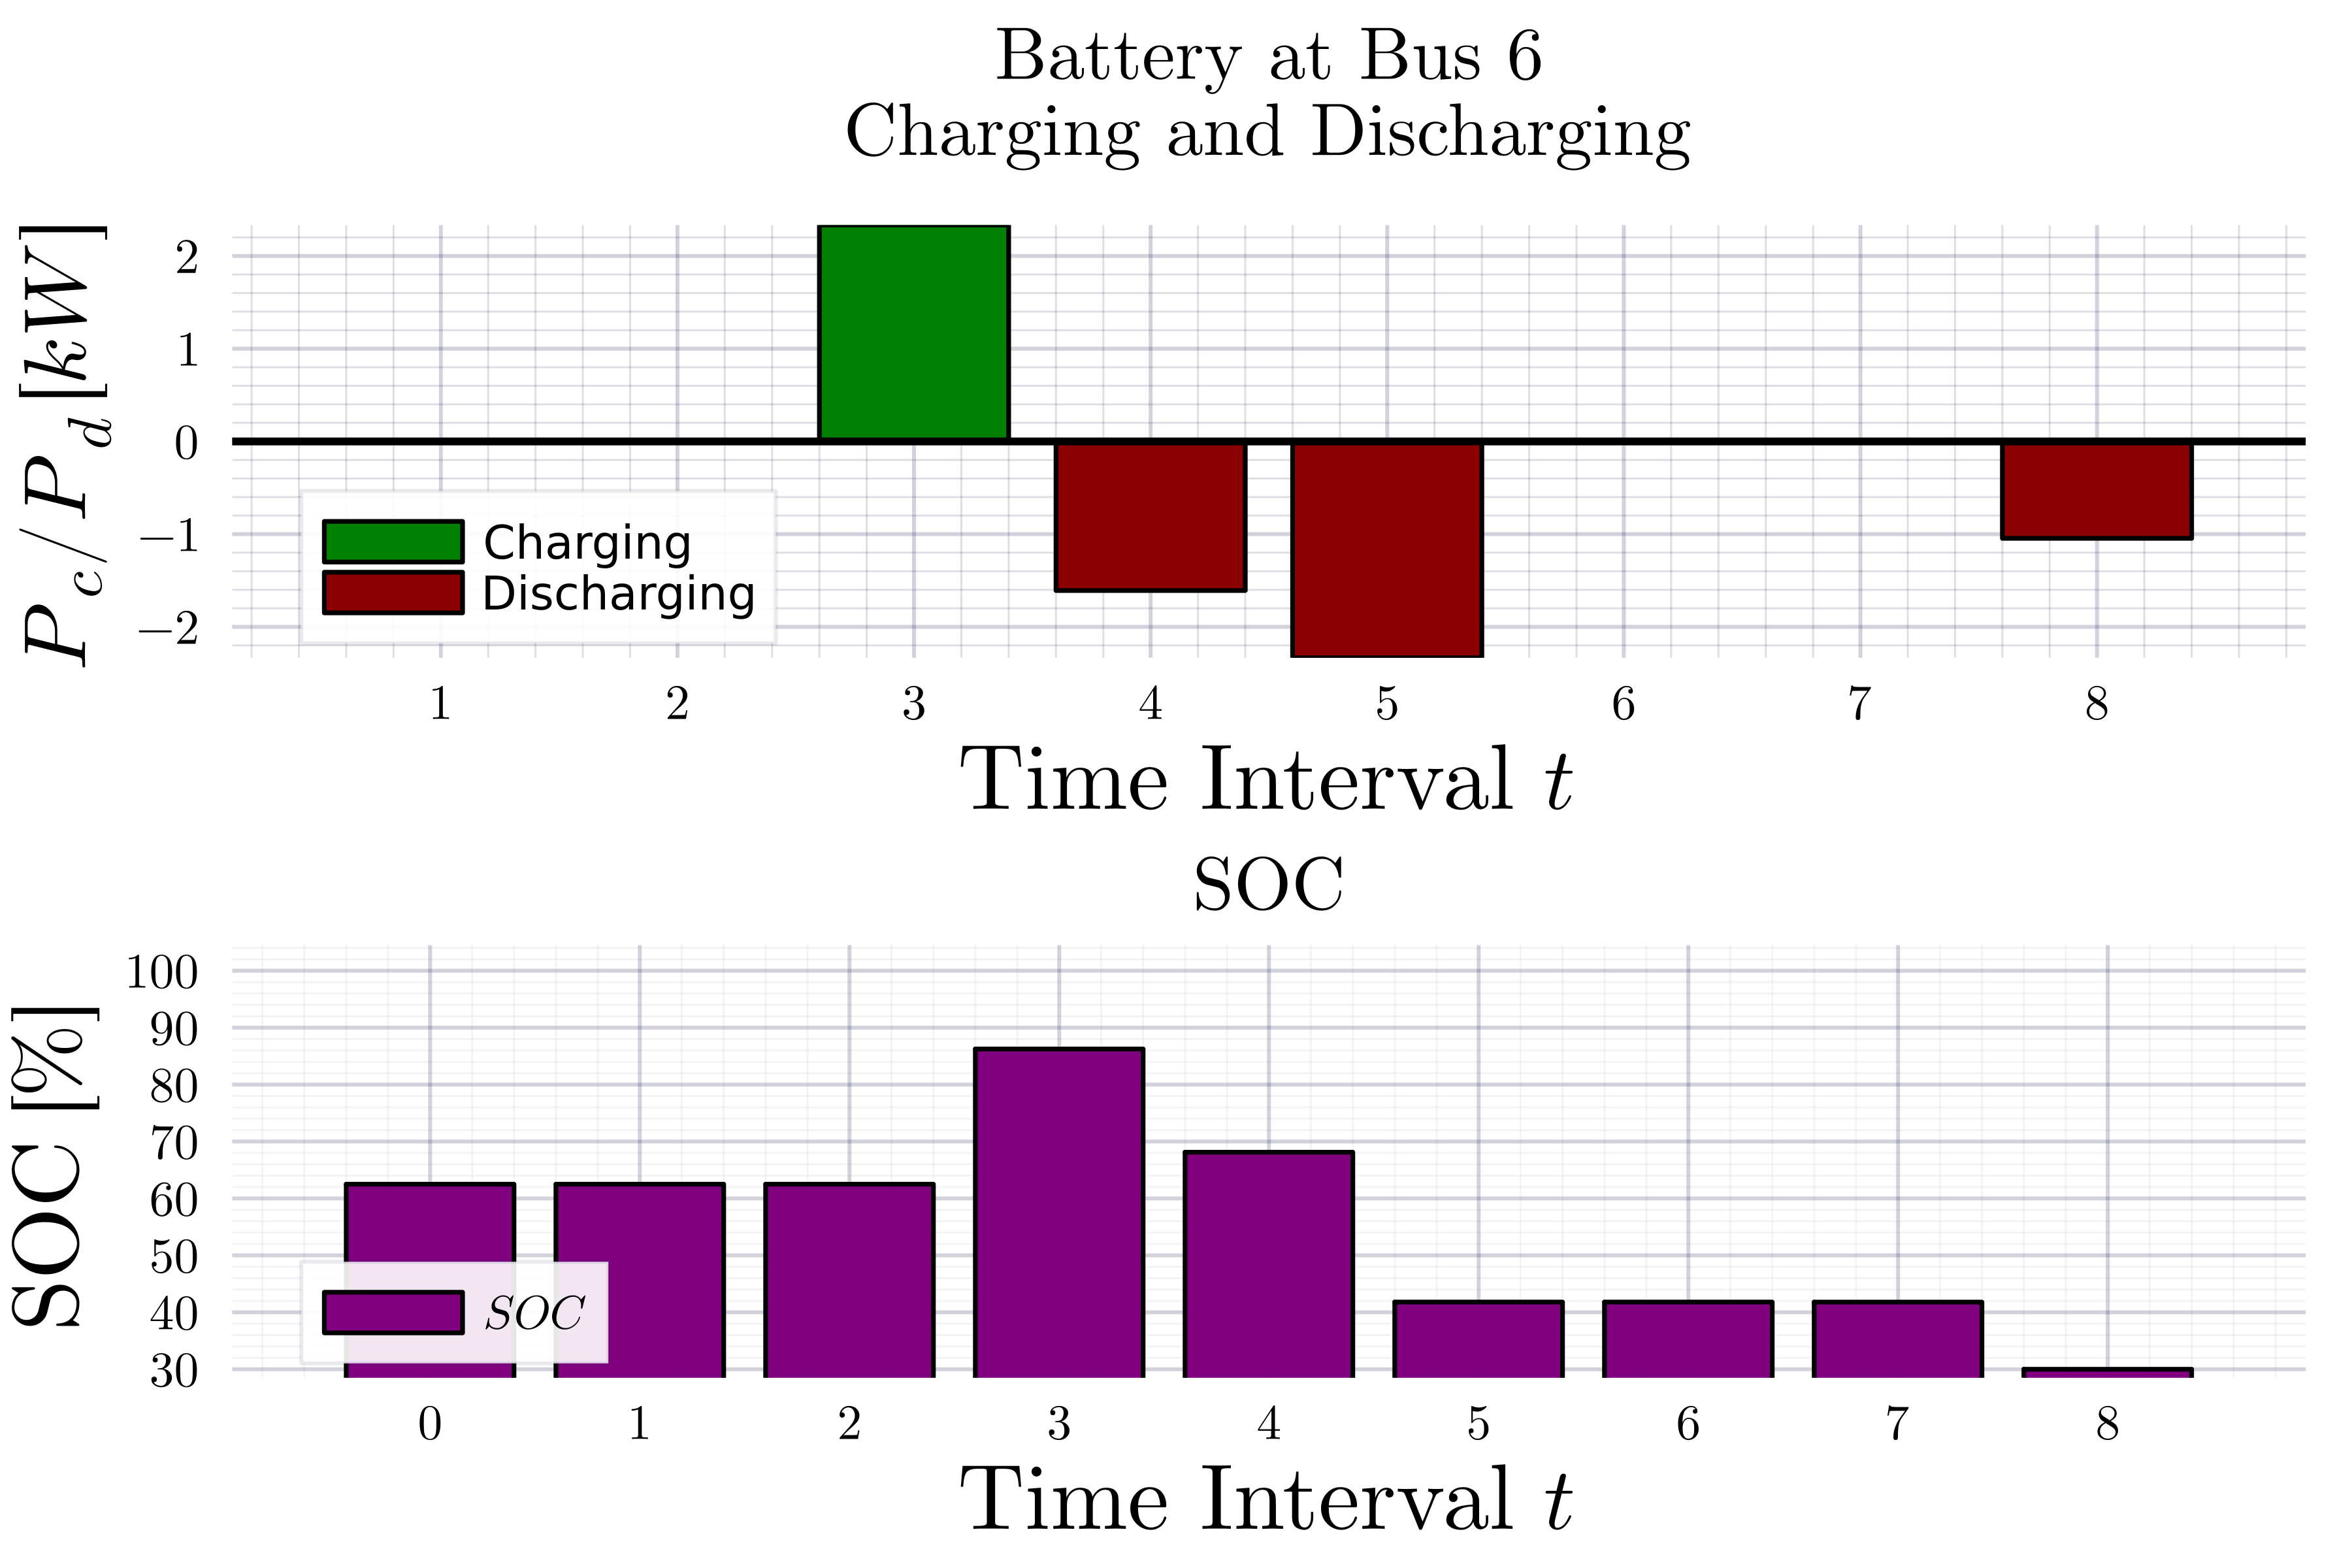 Battery at Bus 6
Charging and Discharging
P_c/P_d [kW]
2
1
0
−1
−2
Charging
Discharging
1 2 3 4 5 6 7 8
Time Interval t
SOC
SOC [%]
100
90
80
70
60
50
40
30
SOC
0 1 2 3 4 5 6 7 8
Time Interval t